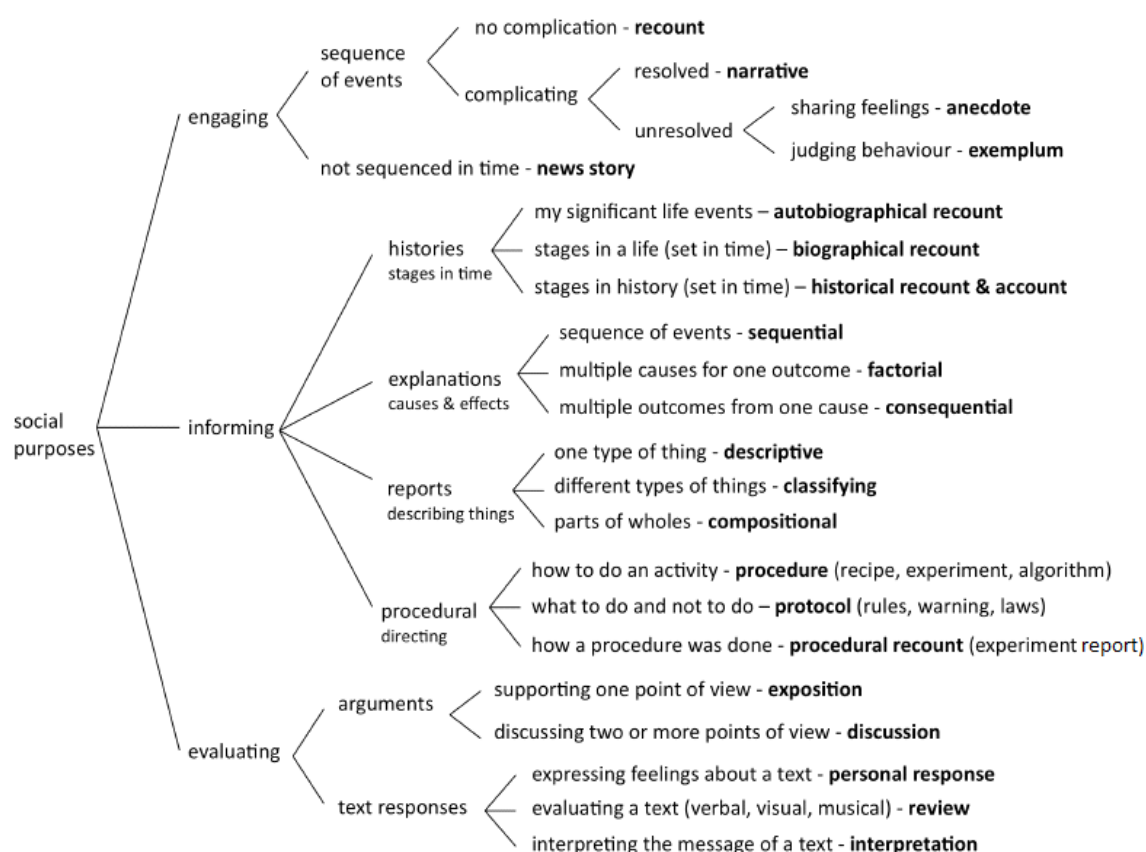 no complication - recount
sequence
of events
resolved - narrative
complicating
sharing feelings - anecdote
engaging
unresolved
judging behaviour - exemplum
not sequenced in time - news story
my significant life events – autobiographical recount
histories
stages in time
stages in a life (set in time) – biographical recount
stages in history (set in time) – historical recount & account
sequence of events - sequential
explanations
causes & effects
multiple causes for one outcome - factorial
multiple outcomes from one cause - consequential
social
purposes
informing
one type of thing - descriptive
reports
describing things
different types of things - classifying
parts of wholes - compositional
how to do an activity - procedure (recipe, experiment, algorithm)
procedural
directing
what to do and not to do – protocol (rules, warning, laws)
how a procedure was done - procedural recount (experiment report)
supporting one point of view - exposition
arguments
discussing two or more points of view - discussion
evaluating
expressing feelings about a text - personal response
text responses
evaluating a text (verbal, visual, musical) - review
interpreting the message of a text - interpretation